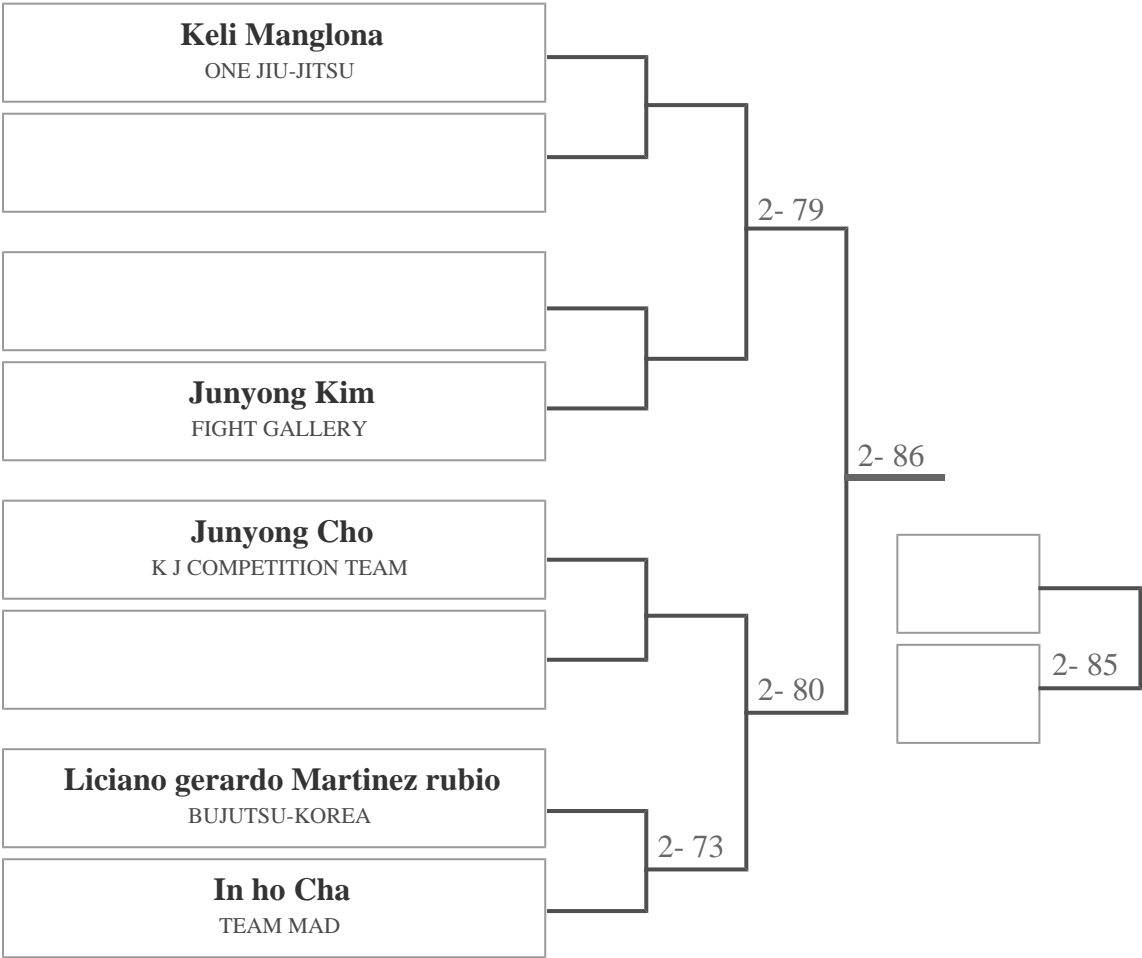 Keli Manglona
ONE JIU-JITSU
2- 79
Junyong Kim
FIGHT GALLERY
2- 86
Junyong Cho
K J COMPETITION TEAM
2- 85
2- 80
Liciano gerardo Martinez rubio
BUJUTSU-KOREA
2- 73
In ho Cha
TEAM MAD